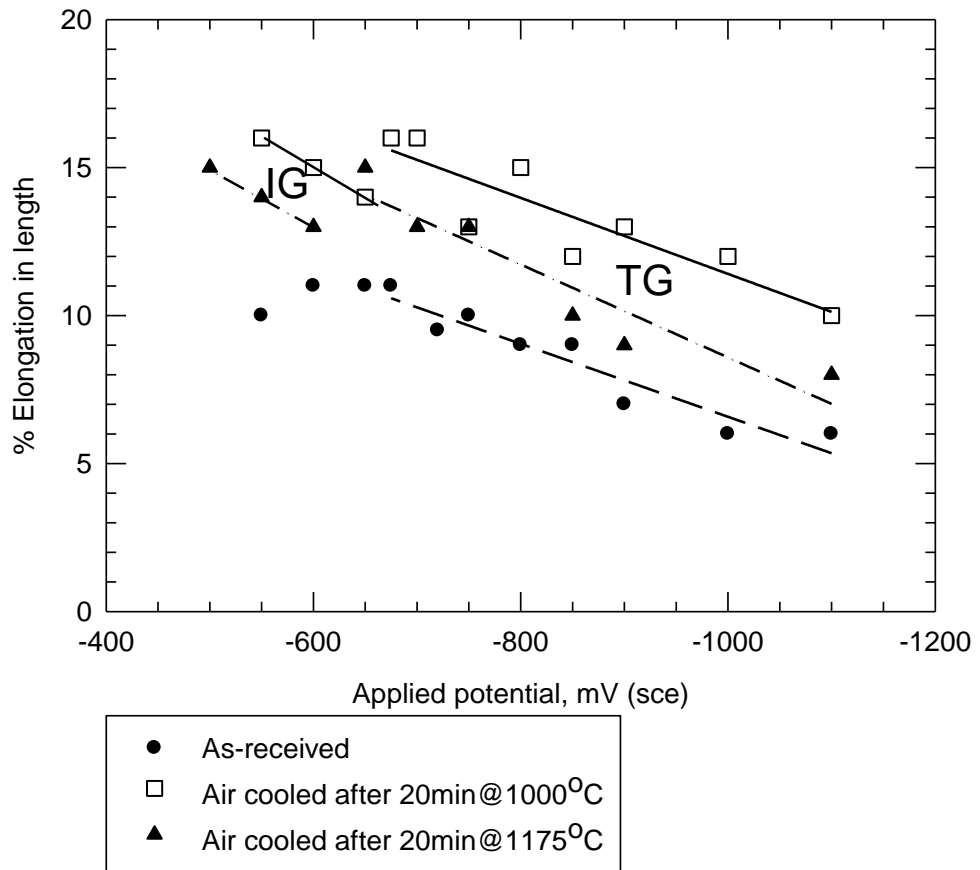 20
15
10
5
0
% Elongation in length
IG
TG
-400
-600
-800
-1000
-1200
Applied potential, mV (sce)
As-received
Air cooled after 20min@1000°C
Air cooled after 20min@1175°C